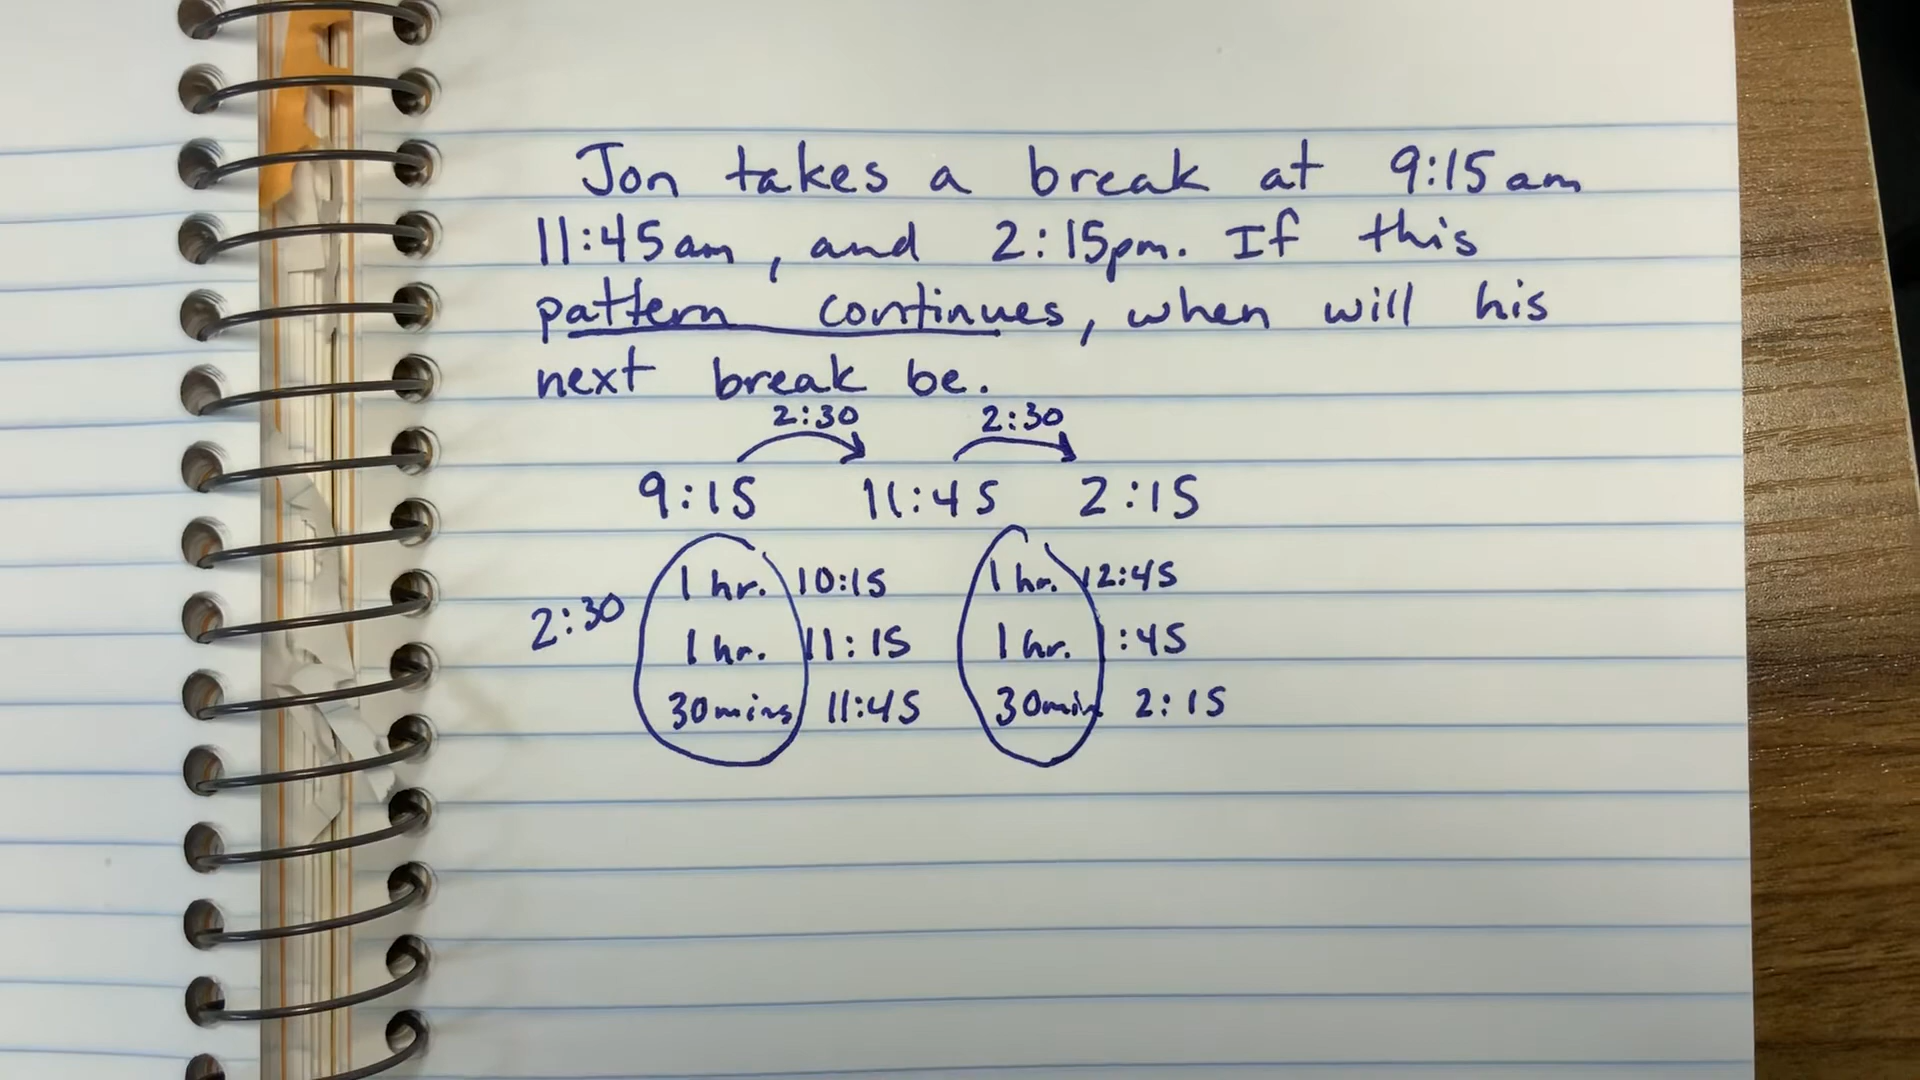 Jon takes a break at 9:15 am
11:45 am, and 2:15pm. If this
pattern continues, when will his
next break be.
2:30 2:30
9:15 11:45 2:15
1 hr. 10:15 1 hr. 12:45
2:30
1 hr. 11:15 1 hr. 1:45
30 mins 11:45 30 min. 2:15